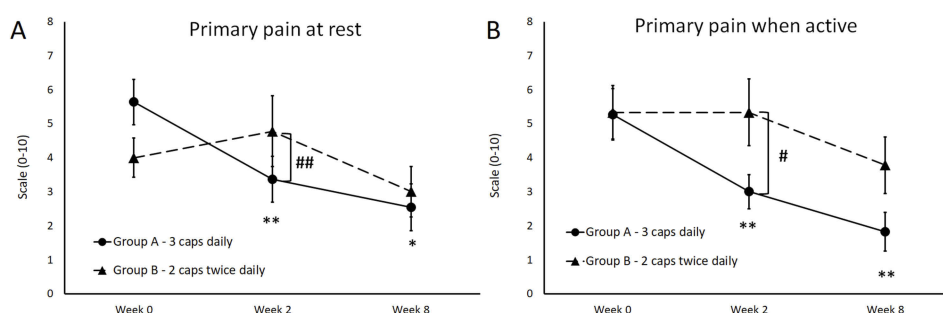 A
Primary pain at rest
Scale (0-10)
8
7
6
5
4
3
2
1
0
##
**
*
Group A - 3 caps daily
Group B - 2 caps twice daily
Week 0
Week 2
Week 8
B
Primary pain when active
Scale (0-10)
8
7
6
5
4
3
2
1
0
#
**
**
Group A - 3 caps daily
Group B - 2 caps twice daily
Week 0
Week 2
Week 8